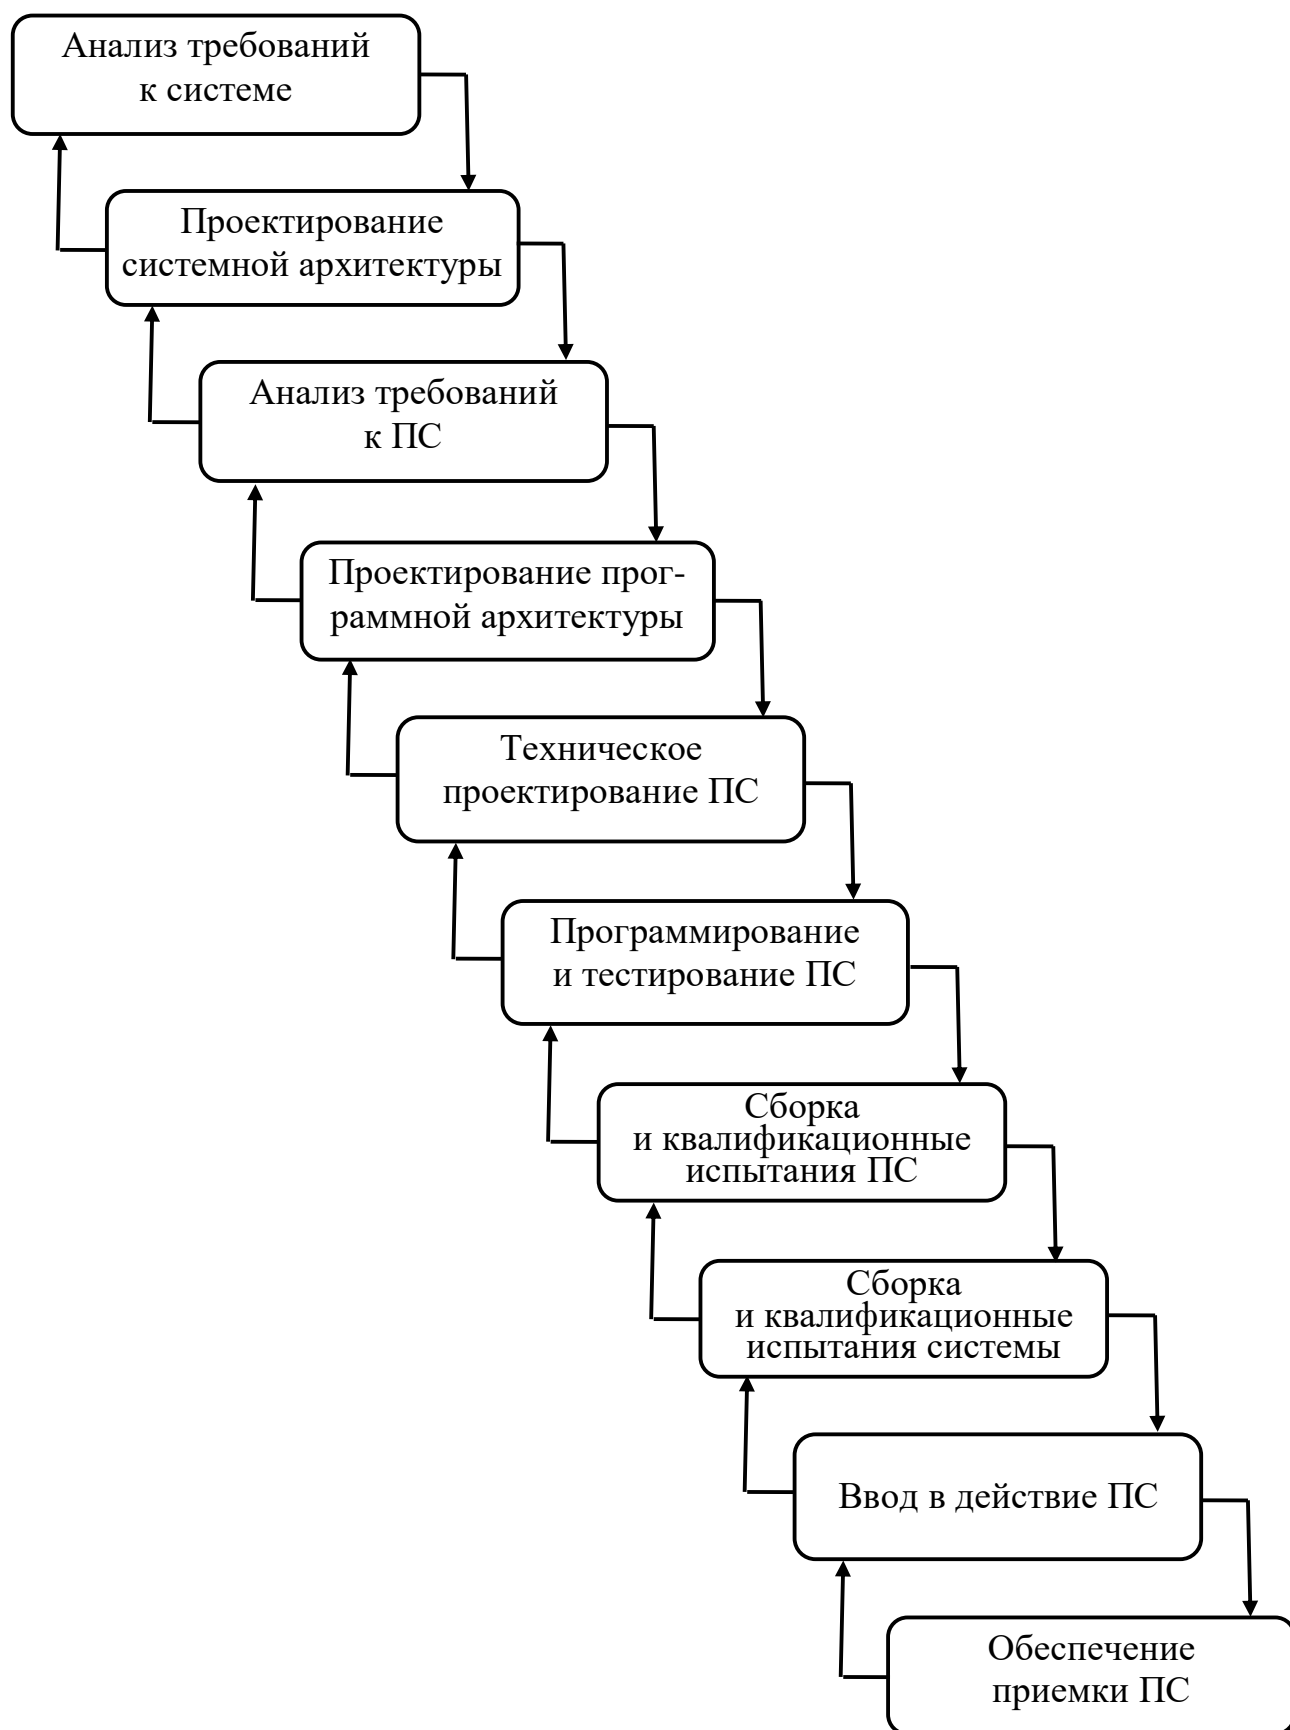 Анализ требований
к системе
Проектирование
системной архитектуры
Анализ требований
к ПС
Проектирование прог-
раммной архитектуры
Техническое
проектирование ПС
Программирование
и тестирование ПС
Сборка
и квалификационные
испытания ПС
Сборка
и квалификационные
испытания системы
Ввод в действие ПС
Обеспечение
приемки ПС